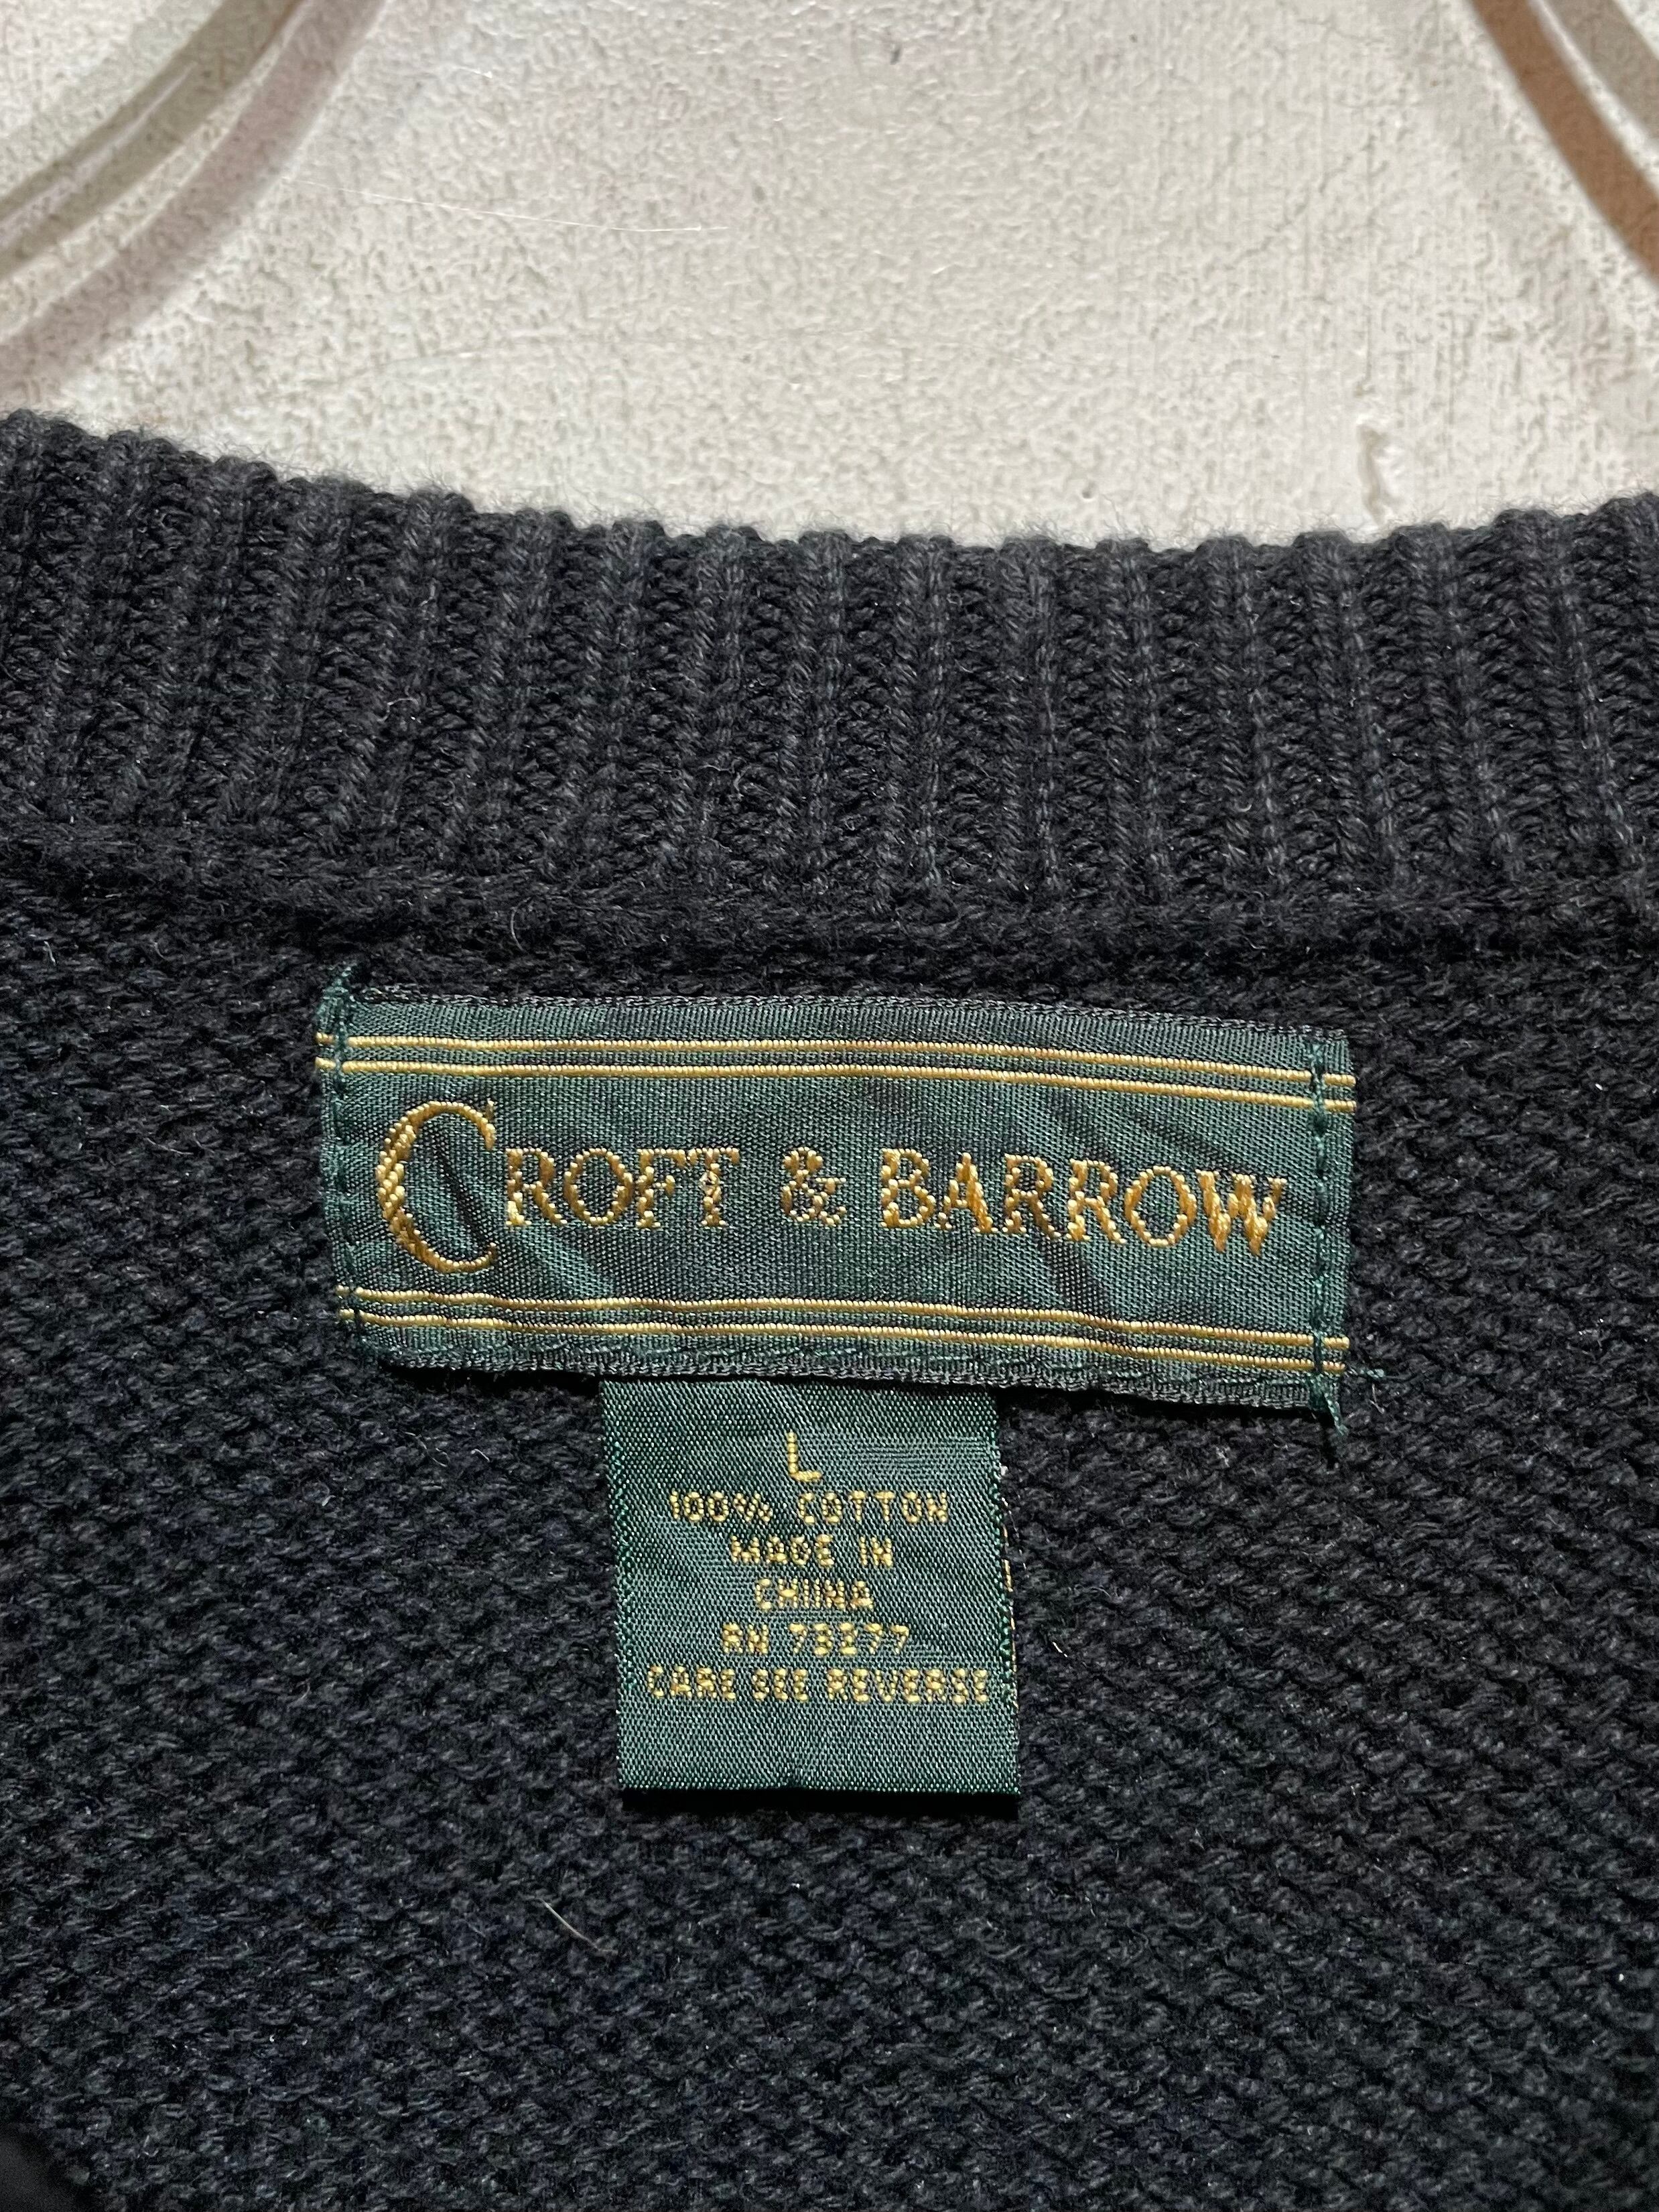 CROFT & BARROW
L
100% COTTON
MADE IN
CHINA
RN 73277
CARE SEE REVERSE